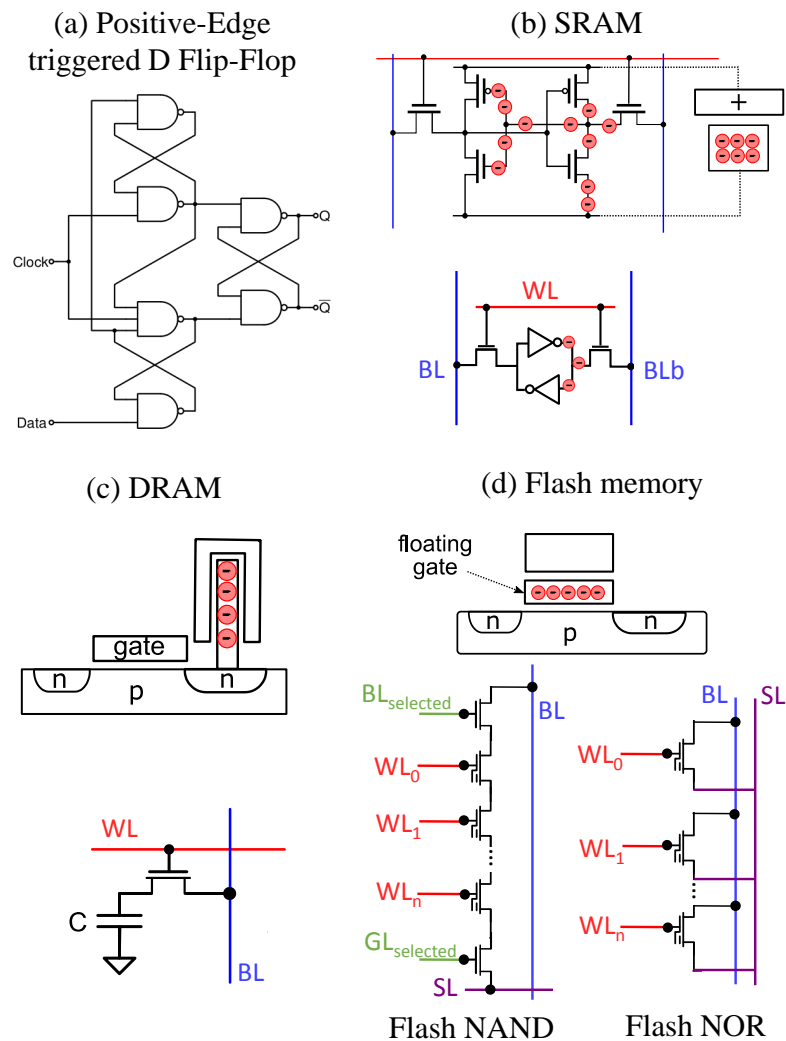 (a) Positive-Edge
triggered D Flip-Flop
Clock
Data
Q
Q̅
(b) SRAM
+
WL
BL
BLb
(c) DRAM
gate
n
p
n
WL
C
BL
(d) Flash memory
floating
gate
n
p
n
BLselected
BL
WL0
WL1
WLn
GLselected
SL
Flash NAND
BL
SL
WL0
WL1
WLn
Flash NOR